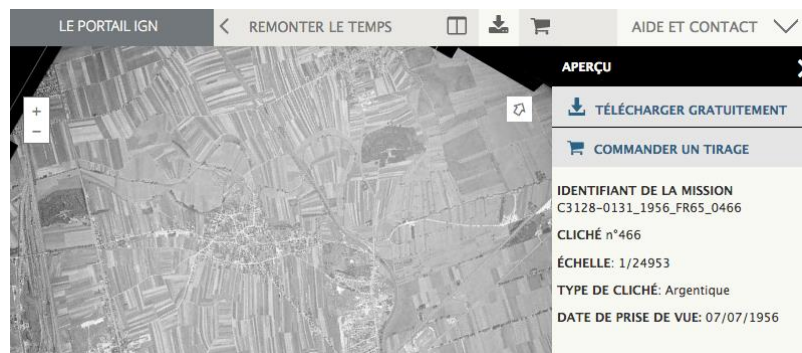 LE PORTAIL IGN
REMONTER LE TEMPS
AIDE ET CONTACT
+
−
APERÇU
TÉLÉCHARGER GRATUITEMENT
COMMANDER UN TIRAGE
IDENTIFIANT DE LA MISSION
C3128-0131_1956_FR65_0466
CLICHÉ n°466
ÉCHELLE: 1/24953
TYPE DE CLICHÉ: Argentique
DATE DE PRISE DE VUE: 07/07/1956